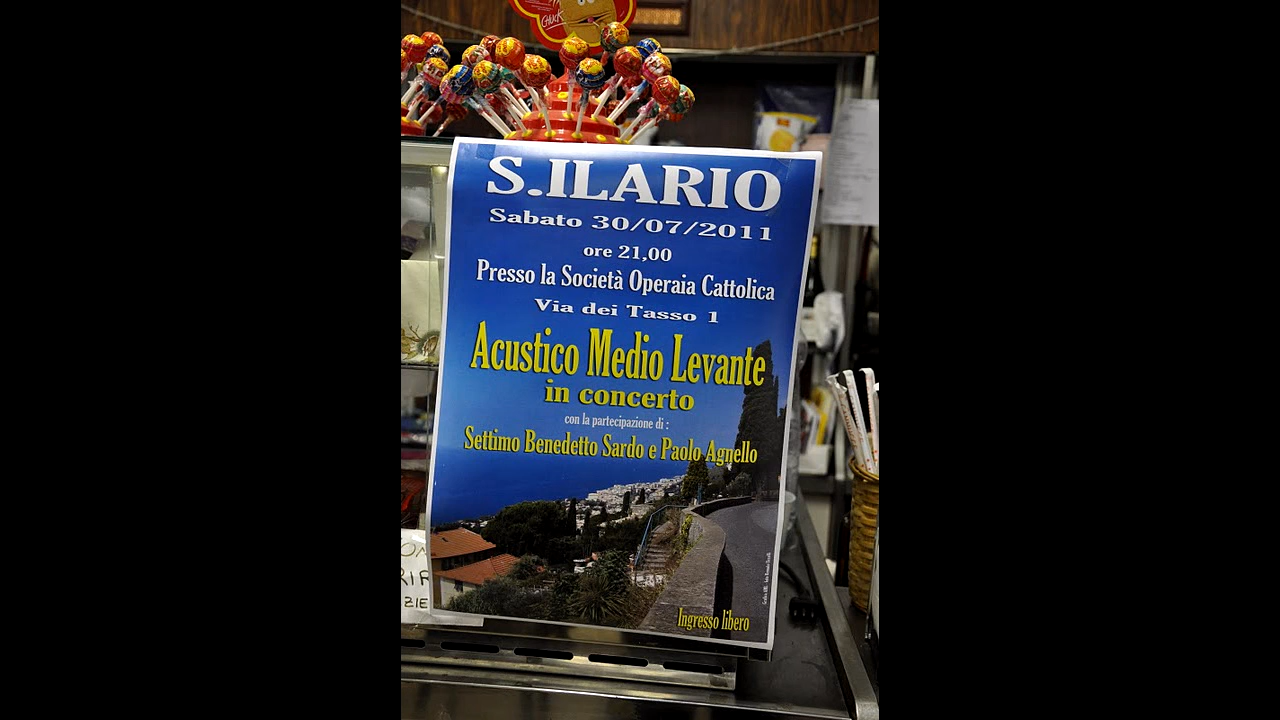 CHUCK
S.ILARIO
Sabato 30/07/2011
ore 21,00
Presso la Società Operaia Cattolica
Via dei Tasso 1
Acustico Medio Levante
in concerto
con la partecipazione di :
Settimo Benedetto Sardo e Paolo Agnello
Ingresso libero